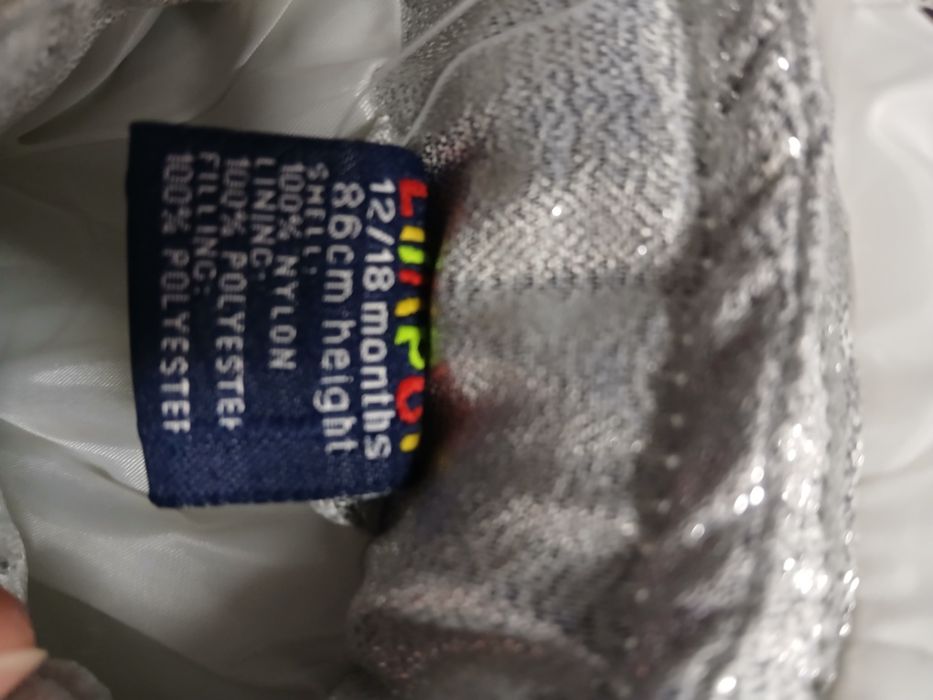 12/18 months
86cm height
SHELL:
100% NYLON
LINING:
100% POLYESTER
FILLING:
100% POLYESTER